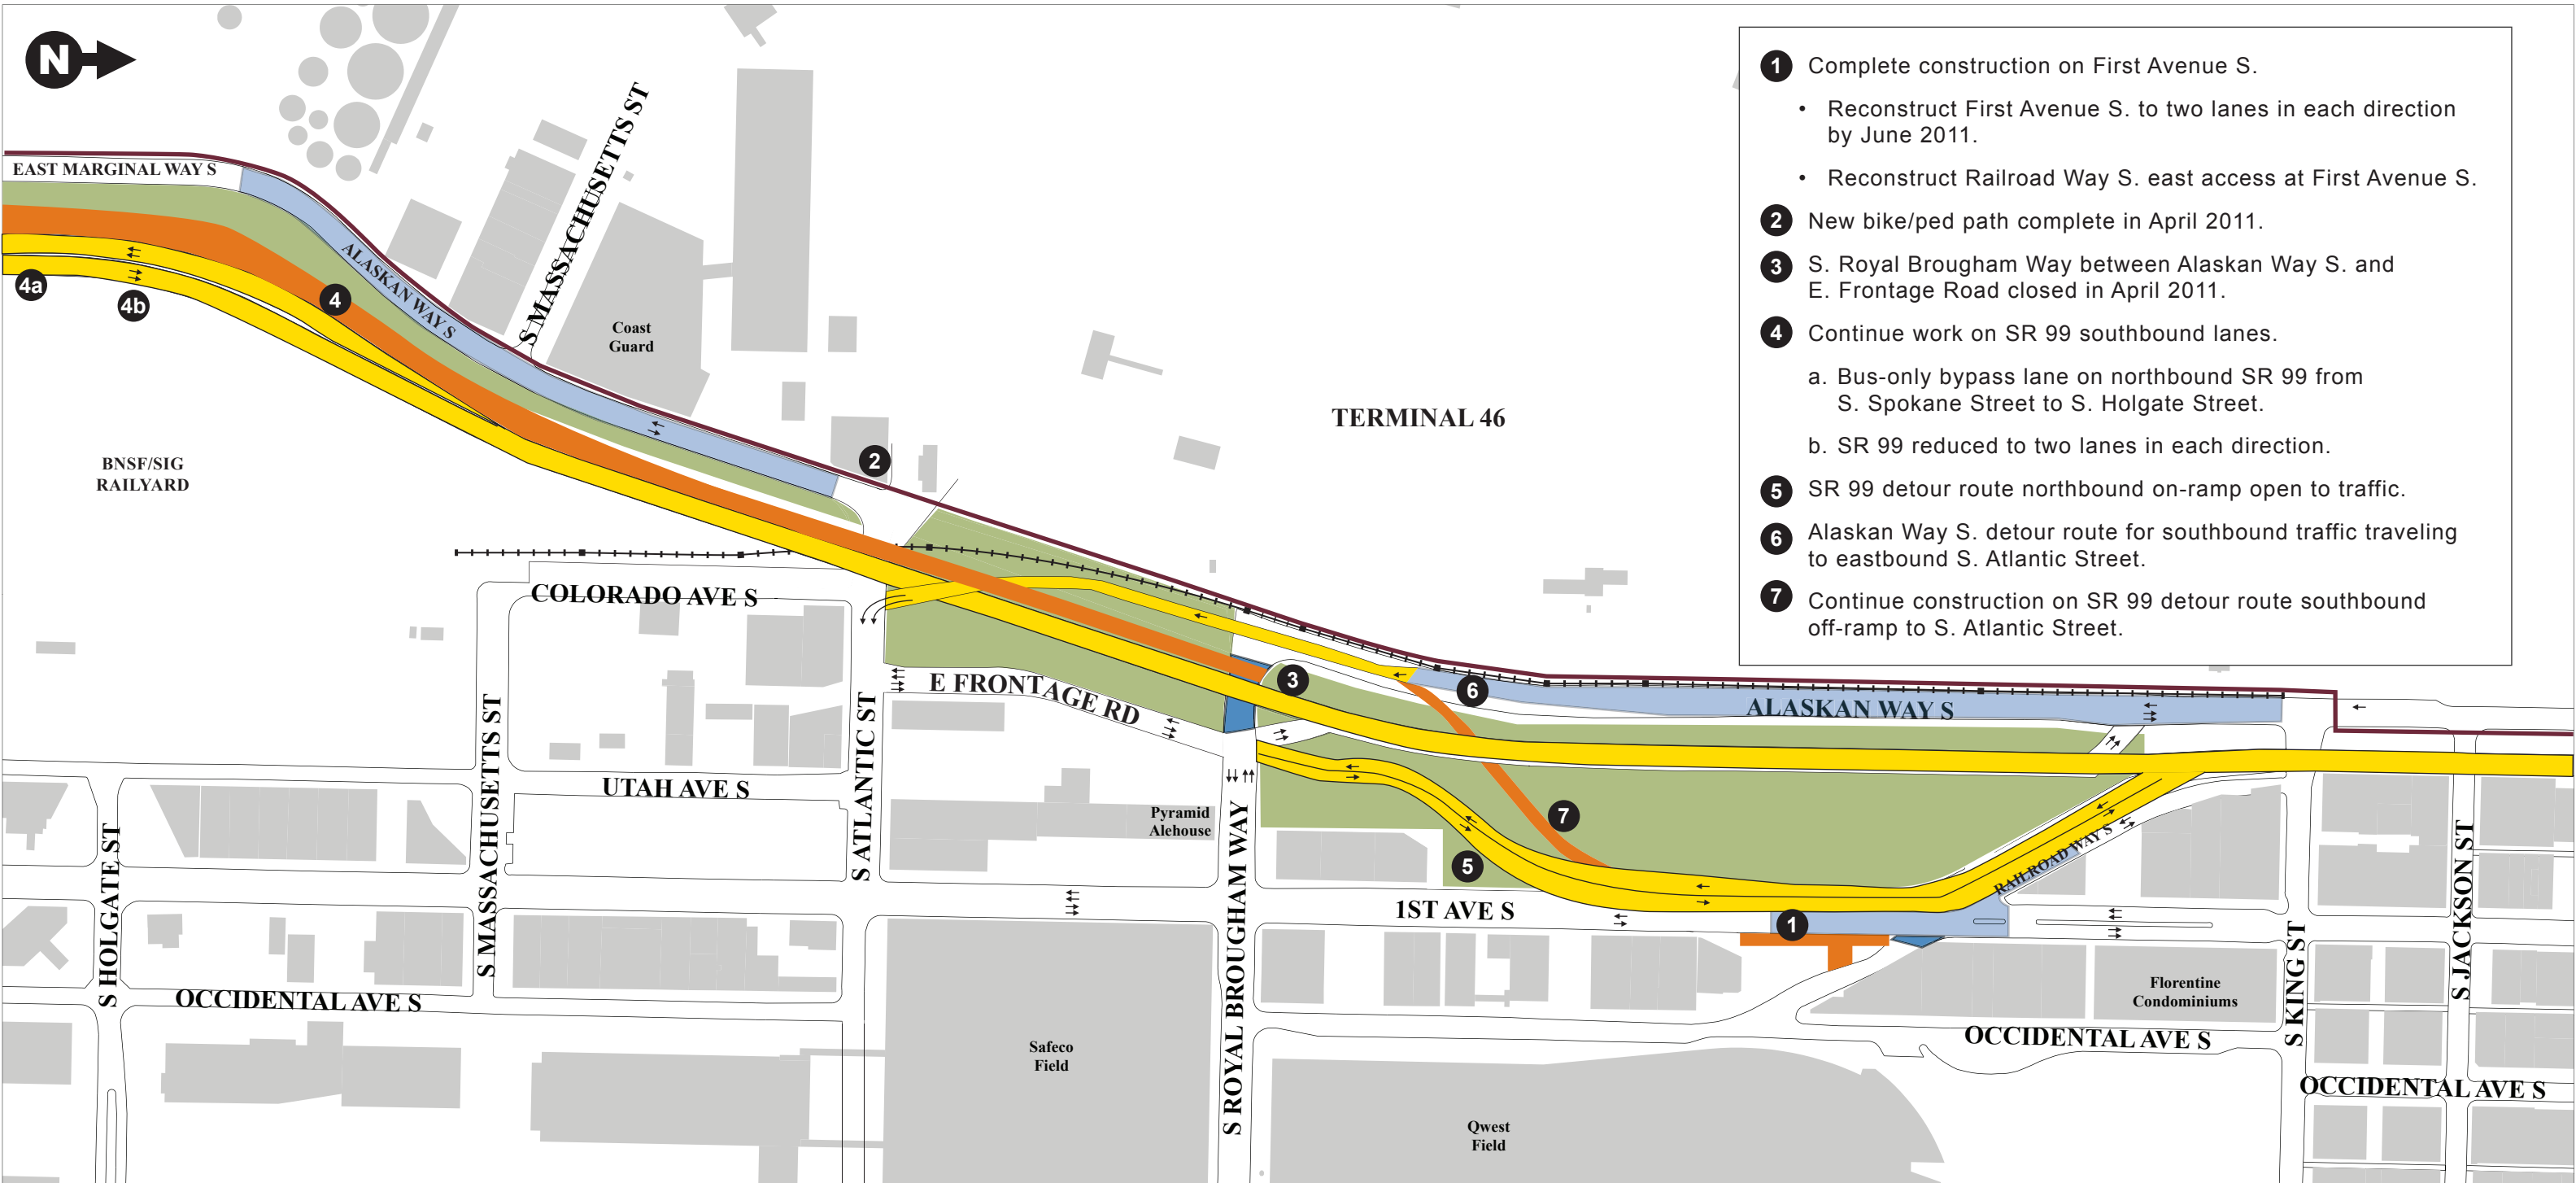 N
1 Complete construction on First Avenue S.
• Reconstruct First Avenue S. to two lanes in each direction
by June 2011.
• Reconstruct Railroad Way S. east access at First Avenue S.
2 New bike/ped path complete in April 2011.
3 S. Royal Brougham Way between Alaskan Way S. and
E. Frontage Road closed in April 2011.
4 Continue work on SR 99 southbound lanes.
a. Bus-only bypass lane on northbound SR 99 from
S. Spokane Street to S. Holgate Street.
b. SR 99 reduced to two lanes in each direction.
5 SR 99 detour route northbound on-ramp open to traffic.
6 Alaskan Way S. detour route for southbound traffic traveling
to eastbound S. Atlantic Street.
7 Continue construction on SR 99 detour route southbound
off-ramp to S. Atlantic Street.
EAST MARGINAL WAY S
ALASKAN WAY S
S MASSACHUSETTS ST
4a
4b
4
Coast
Guard
TERMINAL 46
BNSF/SIG
RAILYARD
2
COLORADO AVE S
E FRONTAGE RD
3
6
ALASKAN WAY S
UTAH AVE S
S ATLANTIC ST
S MASSACHUSETTS ST
S HOLGATE ST
Pyramid
Alehouse
S ROYAL BROUGHAM WAY
7
5
RAILROAD WAY S
1ST AVE S
1
S KING ST
S JACKSON ST
OCCIDENTAL AVE S
Florentine
Condominiums
OCCIDENTAL AVE S
Safeco
Field
OCCIDENTAL AVE S
Qwest
Field